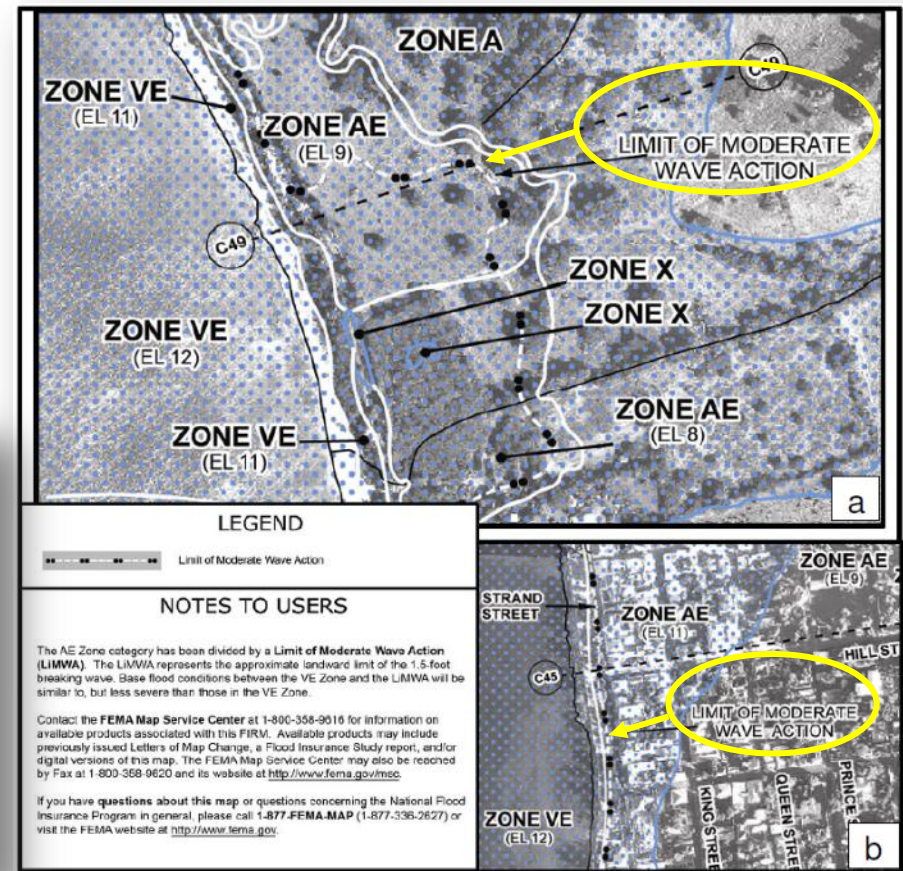 ZONE A
C49
ZONE VE
(EL 11)
ZONE AE
(EL 9)
LIMIT OF MODERATE
WAVE ACTION
C49
ZONE X
ZONE X
ZONE VE
(EL 12)
ZONE AE
(EL 8)
ZONE VE
(EL 11)
a
LEGEND
Limit of Moderate Wave Action
NOTES TO USERS
The AE Zone category has been divided by a Limit of Moderate Wave Action
(LiMWA). The LiMWA represents the approximate landward limit of the 1.5-foot
breaking wave. Base flood conditions between the VE Zone and the LiMWA will be
similar to, but less severe than those in the VE Zone.
Contact the FEMA Map Service Center at 1-800-358-9616 for information on
available products associated with this FIRM. Available products may include
previously issued Letters of Map Change, a Flood Insurance Study report, and/or
digital versions of this map. The FEMA Map Service Center may also be reached
by Fax at 1-800-358-9620 and its website at http://www.fema.gov/msc.
If you have questions about this map or questions concerning the National Flood
Insurance Program in general, please call 1-877-FEMA-MAP (1-877-336-2627) or
visit the FEMA website at http://www.fema.gov.
ZONE AE
(EL 9)
STRAND
STREET
ZONE AE
(EL 11)
HILL ST
C45
LIMIT OF MODERATE
WAVE ACTION
KING STREE
QUEEN STREE
PRINCE S
ZONE VE
(EL 12)
b